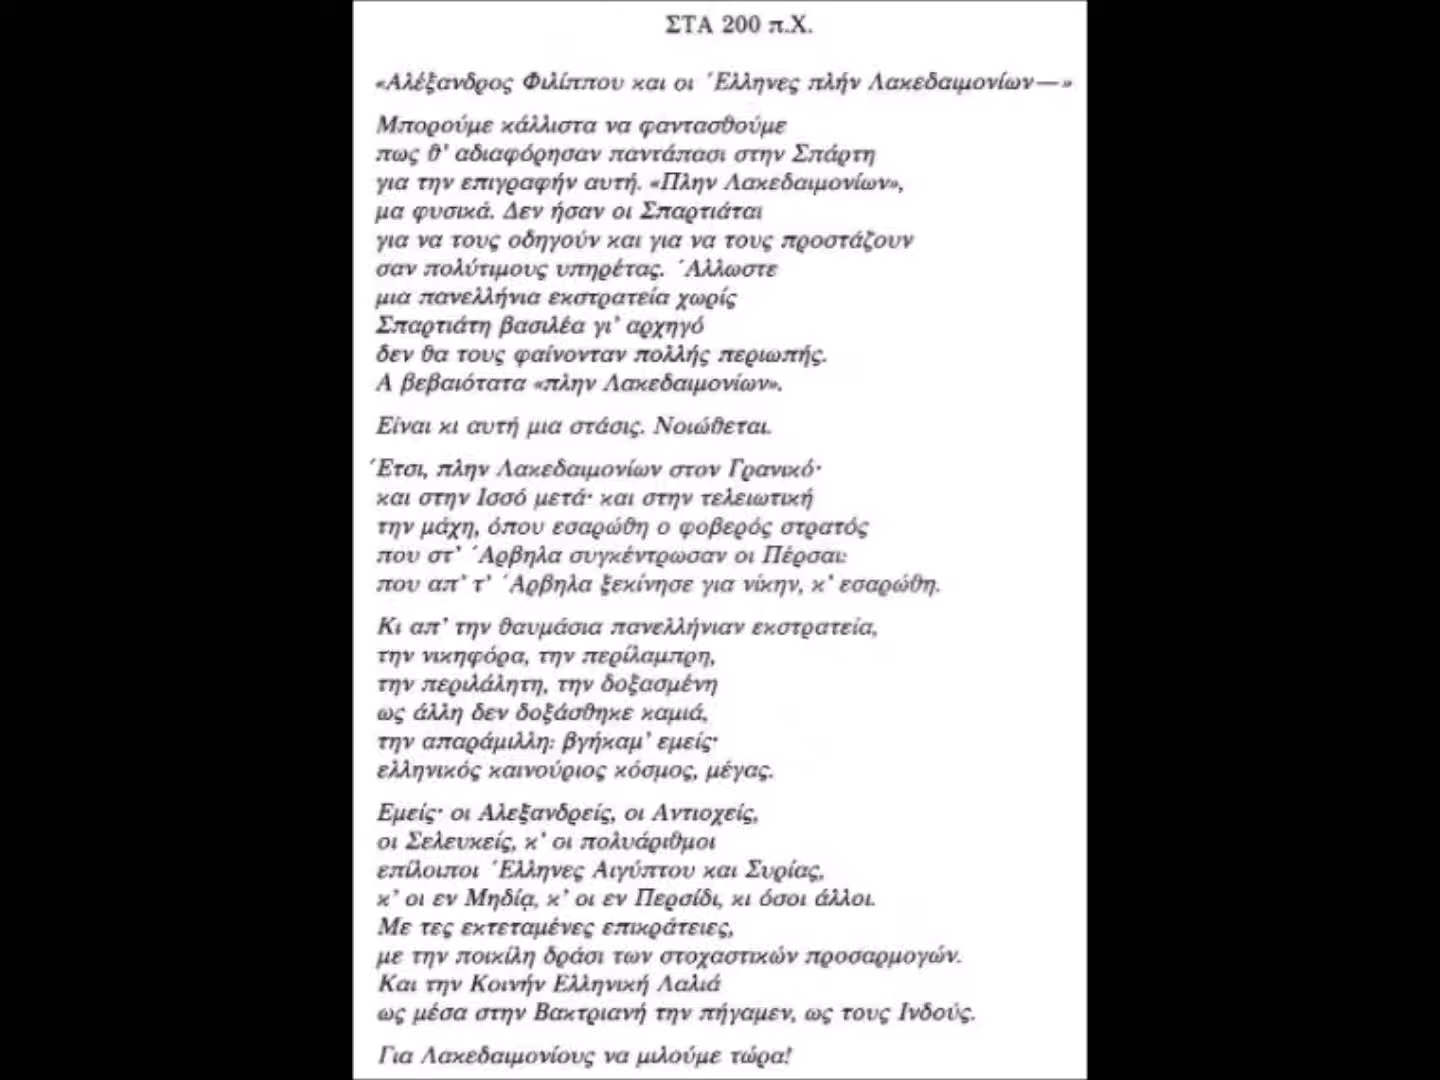 ΣΤΑ 200 π.Χ.
«Αλέξανδρος Φιλίππου και οι Έλληνες πλήν Λακεδαιμονίων—»
Μπορούμε κάλλιστα να φαντασθούμε
πως θ' αδιαφόρησαν παντάπασι στην Σπάρτη
για την επιγραφήν αυτή. «Πλην Λακεδαιμονίων»,
μα φυσικά. Δεν ήσαν οι Σπαρτιάται
για να τους οδηγούν και για να τους προστάζουν
σαν πολύτιμους υπηρέτας. Άλλωστε
μια πανελλήνια εκστρατεία χωρίς
Σπαρτιάτη βασιλέα γι' αρχηγό
δεν θα τους φαίνονταν πολλής περιωπής.
Α βεβαιότατα «πλην Λακεδαιμονίων».
Είναι κι αυτή μια στάσις. Νοιώθεται.
Έτσι, πλην Λακεδαιμονίων στον Γρανικό·
και στην Ισσό μετά· και στην τελειωτική
την μάχη, όπου εσαρώθη ο φοβερός στρατός
που στ' Άρβηλα συγκέντρωσαν οι Πέρσαι:
που απ' τ' Άρβηλα ξεκίνησε για νίκην, κ' εσαρώθη.
Κι απ' την θαυμάσια πανελλήνιαν εκστρατεία,
την νικηφόρα, την περίλαμπρη,
την περιλάλητη, την δοξασμένη
ως άλλη δεν δοξάσθηκε καμιά,
την απαράμιλλη: βγήκαμ' εμείς·
ελληνικός καινούριος κόσμος, μέγας.
Εμείς· οι Αλεξανδρείς, οι Αντιοχείς,
οι Σελευκείς, κ' οι πολυάριθμοι
επίλοιποι Έλληνες Αιγύπτου και Συρίας,
κ' οι εν Μηδία, κ' οι εν Περσίδι, κι όσοι άλλοι.
Με τες εκτεταμένες επικράτειες,
με την ποικίλη δράσι των στοχαστικών προσαρμογών.
Και την Κοινήν Ελληνική Λαλιά
ως μέσα στην Βακτριανή την πήγαμεν, ως τους Ινδούς.
Για Λακεδαιμονίους να μιλούμε τώρα!